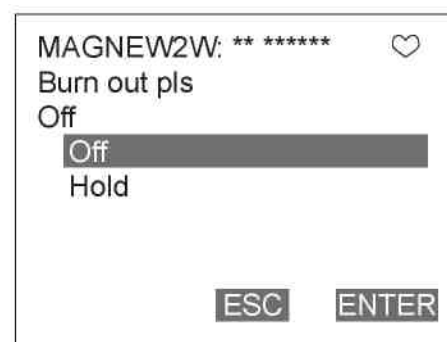 MAGNEW2W: ** ******
Burn out pls
Off
Off
Hold
ESC ENTER